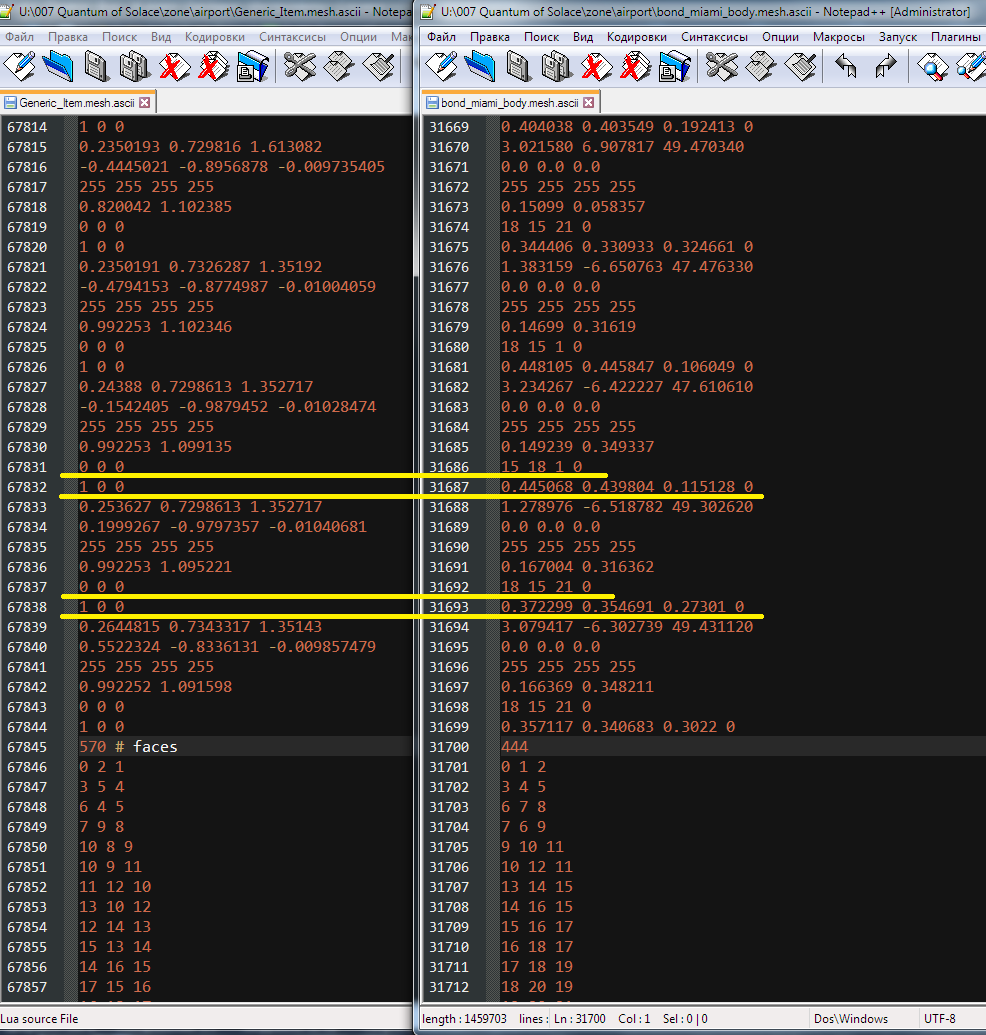 U:\007 Quantum of Solace\zone\airport\Generic_Item.mesh.ascii - Notepa
Файл Правка Поиск Вид Кодировки Синтаксисы Опции Мак
Generic_Item.mesh.ascii
67814 1 0 0
67815 0.2350193 0.729816 1.613082
67816 -0.4445021 -0.8956878 -0.009735405
67817 255 255 255 255
67818 0.820042 1.102385
67819 0 0 0
67820 1 0 0
67821 0.2350191 0.7326287 1.35192
67822 -0.4794153 -0.8774987 -0.01004059
67823 255 255 255 255
67824 0.992253 1.102346
67825 0 0 0
67826 1 0 0
67827 0.24388 0.7298613 1.352717
67828 -0.1542405 -0.9879452 -0.01028474
67829 255 255 255 255
67830 0.992253 1.099135
67831 0 0 0
67832 1 0 0
67833 0.253627 0.7298613 1.352717
67834 0.1999267 -0.9797357 -0.01040681
67835 255 255 255 255
67836 0.992253 1.095221
67837 0 0 0
67838 1 0 0
67839 0.2644815 0.7343317 1.35143
67840 0.5522324 -0.8336131 -0.009857479
67841 255 255 255 255
67842 0.992252 1.091598
67843 0 0 0
67844 1 0 0
67845 570 # faces
67846 0 2 1
67847 3 5 4
67848 6 4 5
67849 7 9 8
67850 10 8 9
67851 10 9 11
67852 11 12 10
67853 13 10 12
67854 12 14 13
67855 15 13 14
67856 14 16 15
67857 17 15 16
Lua source File
U:\007 Quantum of Solace\zone\airport\bond_miami_body.mesh.ascii - Notepad++ [Administrator]
Файл Правка Поиск Вид Кодировки Синтаксисы Опции Макросы Запуск Плагины
bond_miami_body.mesh.ascii
31669 0.404038 0.403549 0.192413 0
31670 3.021580 6.907817 49.470340
31671 0.0 0.0 0.0
31672 255 255 255 255
31673 0.15099 0.058357
31674 18 15 21 0
31675 0.344406 0.330933 0.324661 0
31676 1.383159 -6.650763 47.476330
31677 0.0 0.0 0.0
31678 255 255 255 255
31679 0.14699 0.31619
31680 18 15 1 0
31681 0.448105 0.445847 0.106049 0
31682 3.234267 -6.422227 47.610610
31683 0.0 0.0 0.0
31684 255 255 255 255
31685 0.149239 0.349337
31686 15 18 1 0
31687 0.445068 0.439804 0.115128 0
31688 1.278976 -6.518782 49.302620
31689 0.0 0.0 0.0
31690 255 255 255 255
31691 0.167004 0.316362
31692 18 15 21 0
31693 0.372299 0.354691 0.27301 0
31694 3.079417 -6.302739 49.431120
31695 0.0 0.0 0.0
31696 255 255 255 255
31697 0.166369 0.348211
31698 18 15 21 0
31699 0.357117 0.340683 0.3022 0
31700 444
31701 0 1 2
31702 3 4 5
31703 6 7 8
31704 7 6 9
31705 9 10 11
31706 10 12 11
31707 13 14 15
31708 14 16 15
31709 15 16 17
31710 16 18 17
31711 17 18 19
31712 18 20 19
length : 1459703 lines: Ln : 31700 Col : 1 Sel : 0 | 0 Dos\Windows UTF-8